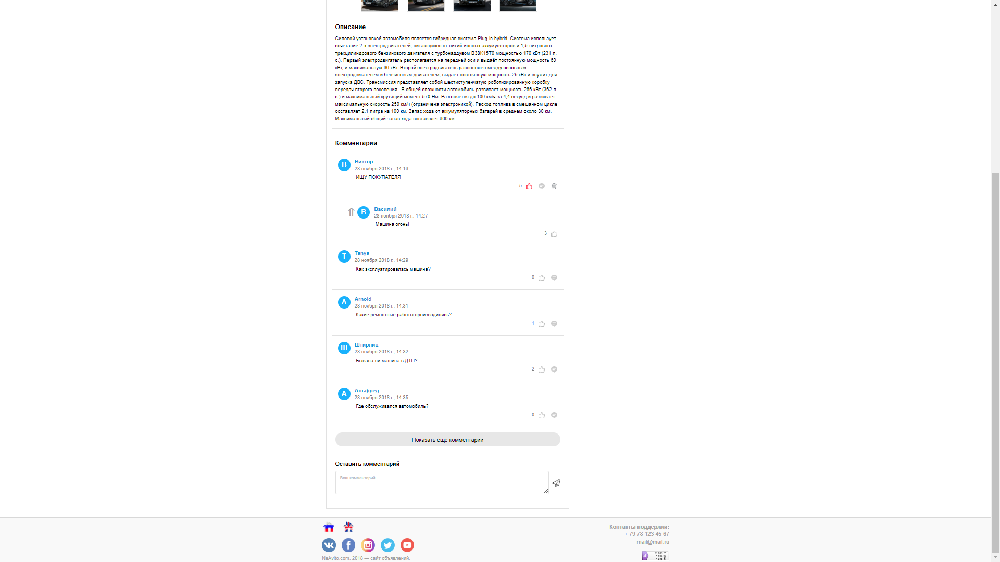 Описание
Силовой установкой автомобиля является гибридная система Plug-in hybrid. Система использует
сочетание 2-х электродвигателей, питающихся от литий-ионных аккумуляторов и 1,5-литрового
трехцилиндрового бензинового двигателя с турбонаддувом B38K15T0 мощностью 170 кВт (231 л.
с.). Первый электродвигатель располагается на передней оси и выдаёт постоянную мощность 60
кВт, и максимальную 96 кВт. Второй электродвигатель расположен между основным
электродвигателем и бензиновым двигателем, выдаёт постоянную мощность 25 кВт и служит для
запуска ДВС. Трансмиссия представляет собой шестиступенчатую роботизированную коробку
передач второго поколения. В общей сложности автомобиль развивает мощность 266 кВт (362 л.
с.) и максимальный крутящий момент 570 Нм. Разгоняется до 100 км/ч за 4,4 секунд и развивает
максимальную скорость 250 км/ч (ограничена электроникой). Расход топлива в смешанном цикле
составляет 2,1 литра на 100 км. Запас хода от аккумуляторных батарей в среднем около 30 км.
Максимальный общий запас хода составляет 600 км.
Комментарии
В
Виктор
28 ноября 2018 г., 14:16
ИЩУ ПОКУПАТЕЛЯ
5
⇑
В
Василий
28 ноября 2018 г., 14:27
Машина огонь!
3
T
Tanya
28 ноября 2018 г., 14:29
Как эксплуатировалась машина?
0
A
Arnold
28 ноября 2018 г., 14:31
Какие ремонтные работы производились?
1
Ш
Штирлиц
28 ноября 2018 г., 14:32
Бывала ли машина в ДТП?
2
А
Альфред
28 ноября 2018 г., 14:35
Где обслуживался автомобиль?
0
Показать еще комментарии
Оставить комментарий
Ваш комментарий...
Контакты поддержки:
+ 79 78 123 45 67
mail@mail.ru
NeAvito.com, 2018 — сайт объявлений.